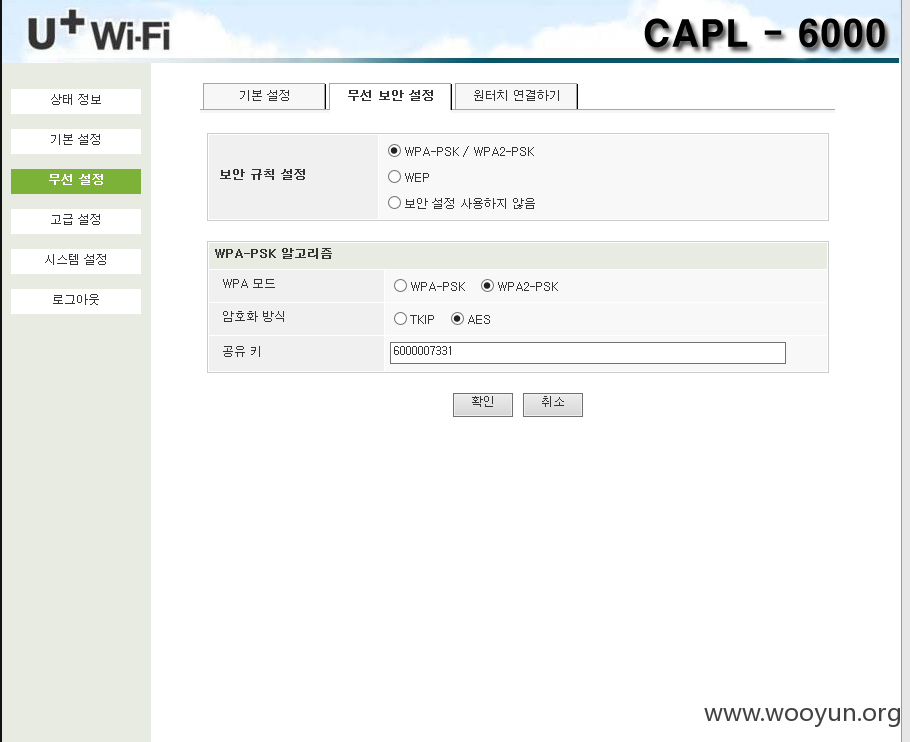 U+ Wi-Fi
CAPL - 6000
상태 정보
기본 설정
무선 설정
고급 설정
시스템 설정
로그아웃
기본 설정
무선 보안 설정
원터치 연결하기
보안 규칙 설정
WPA-PSK / WPA2-PSK
WEP
보안 설정 사용하지 않음
WPA-PSK 알고리즘
WPA 모드
WPA-PSK
WPA2-PSK
암호화 방식
TKIP
AES
공유 키
6000007331
확인
취소
www.wooyun.org